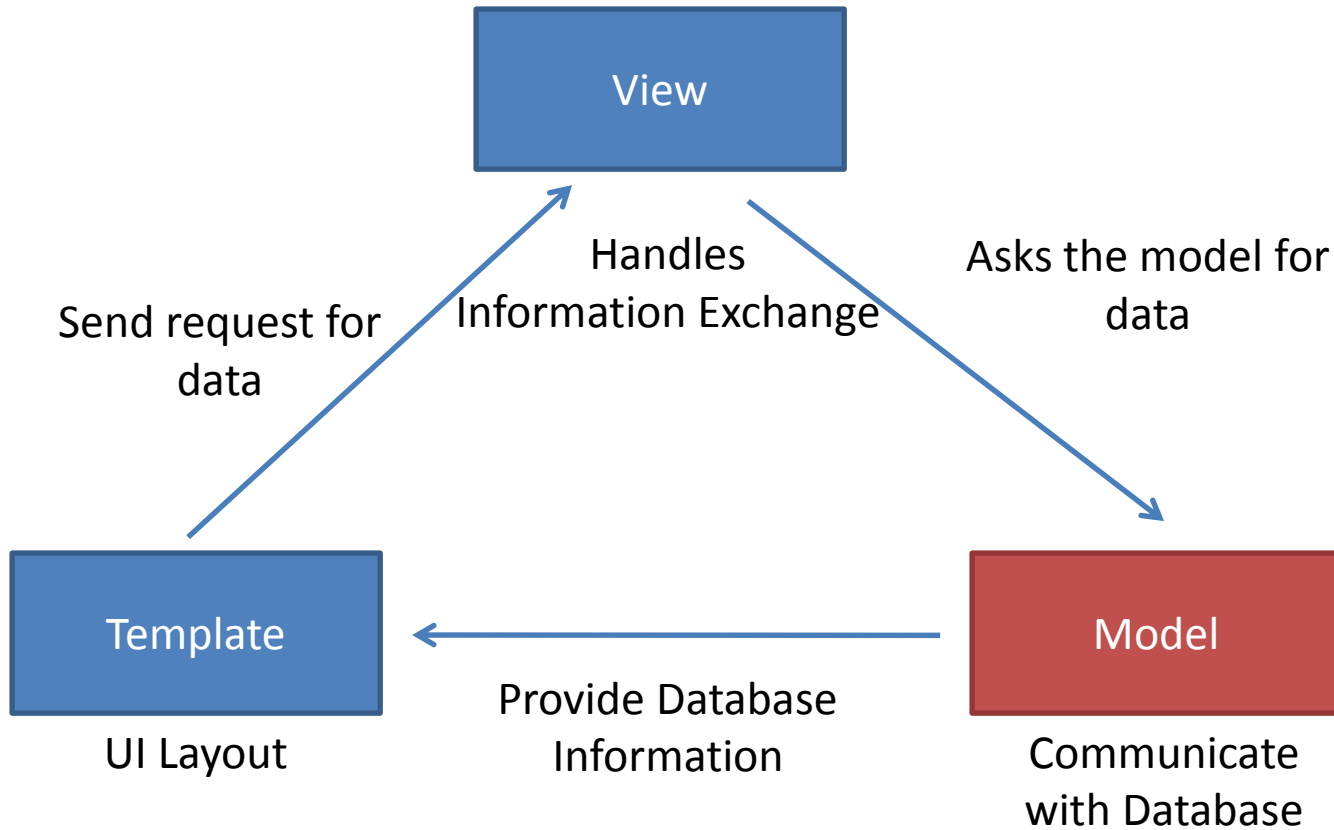 View
Handles
Information Exchange
Asks the model for
data
Send request for
data
Template
UI Layout
Provide Database
Information
Model
Communicate
with Database